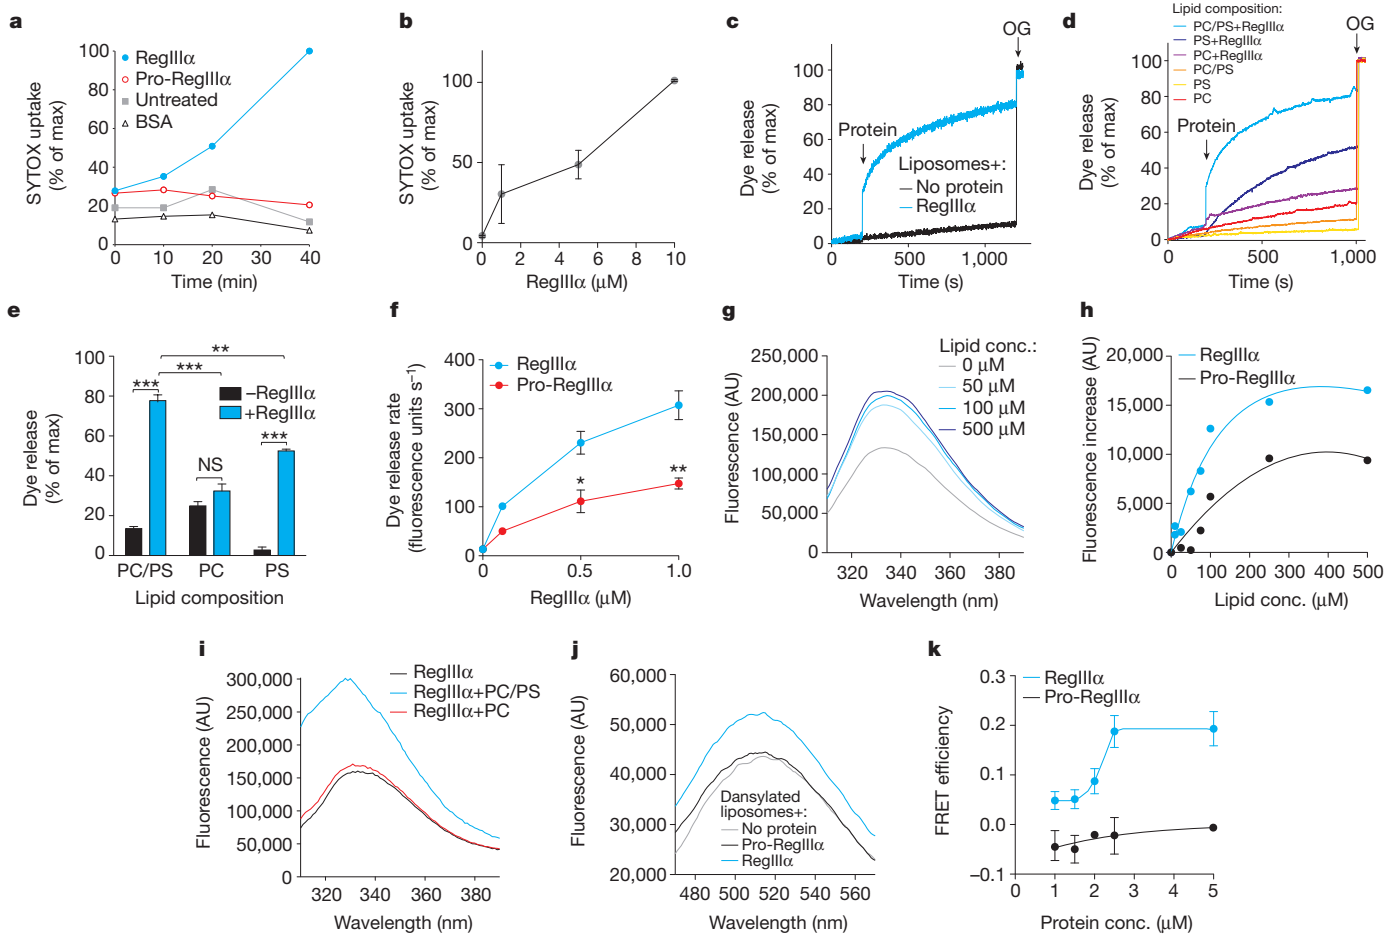 a
SYTOX uptake
(% of max)
100
80
60
40
20
0
RegIIIα
Pro-RegIIIα
Untreated
BSA
0 10 20 30 40
Time (min)
b
SYTOX uptake
(% of max)
100
50
0
0 2 4 6 8 10
RegIIIα (μM)
c
OG
Dye release
(% of max)
100
80
60
40
20
0
Protein
Liposomes+:
No protein
RegIIIα
0 500 1,000
Time (s)
d
Lipid composition:
PC/PS+RegIIIα
PS+RegIIIα
PC+RegIIIα
PC/PS
PS
PC
OG
Dye release
(% of max)
100
80
60
40
20
0
Protein
0 500 1,000
Time (s)
e
Dye release
(% of max)
100
80
60
40
20
0
**
***
***
–RegIIIα
+RegIIIα
***
NS
PC/PS PC PS
Lipid composition
f
Dye release rate
(fluorescence units s⁻¹)
400
300
200
100
0
RegIIIα
Pro-RegIIIα
*
**
0 0.5 1.0
RegIIIα (μM)
g
Fluorescence (AU)
250,000
200,000
150,000
100,000
50,000
0
Lipid conc.:
0 μM
50 μM
100 μM
500 μM
320 340 360 380
Wavelength (nm)
h
Fluorescence increase (AU)
20,000
15,000
10,000
5,000
0
RegIIIα
Pro-RegIIIα
0 100 200 300 400 500
Lipid conc. (μM)
i
Fluorescence (AU)
300,000
250,000
200,000
150,000
100,000
50,000
0
RegIIIα
RegIIIα+PC/PS
RegIIIα+PC
320 340 360 380
Wavelength (nm)
j
Fluorescence (AU)
60,000
50,000
40,000
30,000
20,000
Dansylated
liposomes+:
No protein
Pro-RegIIIα
RegIIIα
480 500 520 540 560
Wavelength (nm)
k
FRET efficiency
0.3
0.2
0.1
0.0
–0.1
RegIIIα
Pro-RegIIIα
0 1 2 3 4 5
Protein conc. (μM)